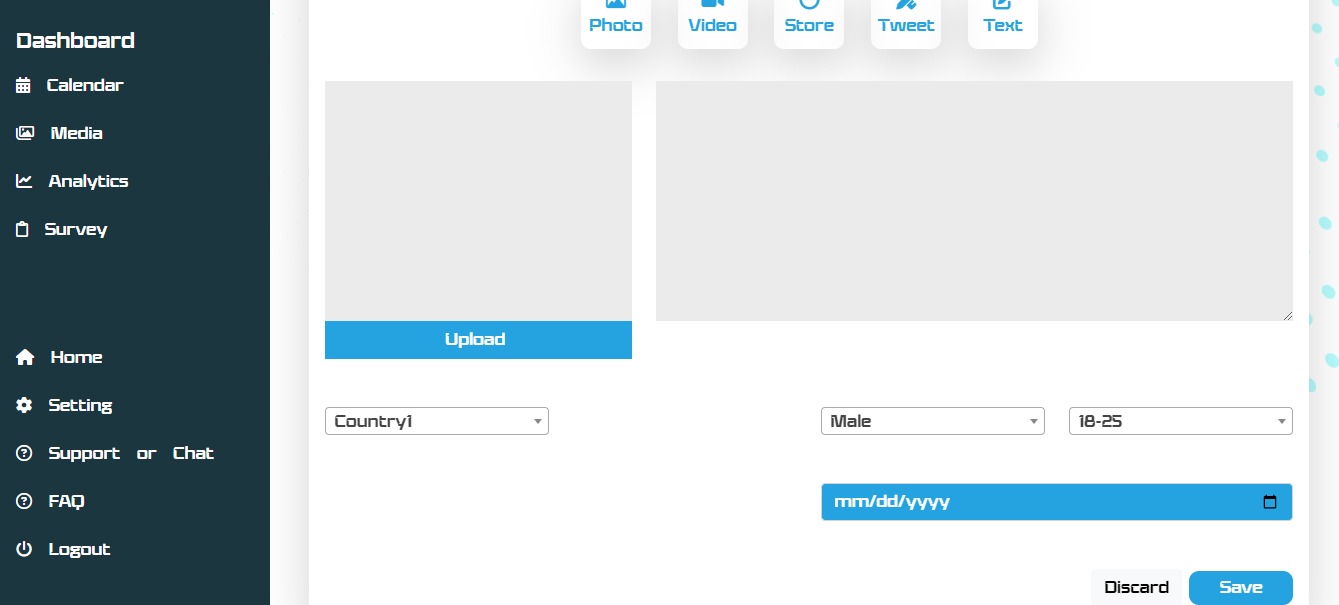 Dashboard
Calendar
Media
Analytics
Survey
Home
Setting
Support or Chat
FAQ
Logout
Photo Video Store Tweet Text
Upload
Country1 Male 18-25
mm/dd/yyyy
Discard Save